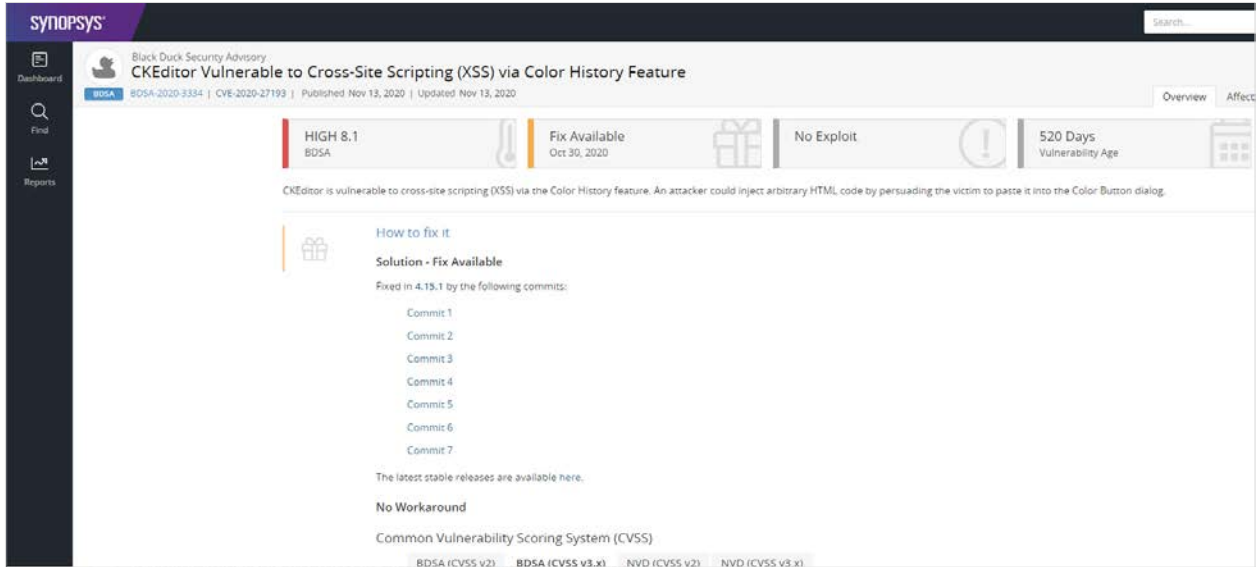 SYNOPSYS
Search...
Dashboard
Find
Reports
Black Duck Security Advisory
CKEditor Vulnerable to Cross-Site Scripting (XSS) via Color History Feature
BDSA BDSA-2020-3334 | CVE-2020-27193 | Published Nov 13, 2020 | Updated Nov 13, 2020
Overview Affect
HIGH 8.1
BDSA
Fix Available
Oct 30, 2020
No Exploit
520 Days
Vulnerability Age
CKEditor is vulnerable to cross-site scripting (XSS) via the Color History feature. An attacker could inject arbitrary HTML code by persuading the victim to paste it into the Color Button dialog.
How to fix it
Solution - Fix Available
Fixed in 4.15.1 by the following commits:
Commit 1
Commit 2
Commit 3
Commit 4
Commit 5
Commit 6
Commit 7
The latest stable releases are available here.
No Workaround
Common Vulnerability Scoring System (CVSS)
BDSA (CVSS v2) BDSA (CVSS v3.x) NVD (CVSS v2) NVD (CVSS v3.x)